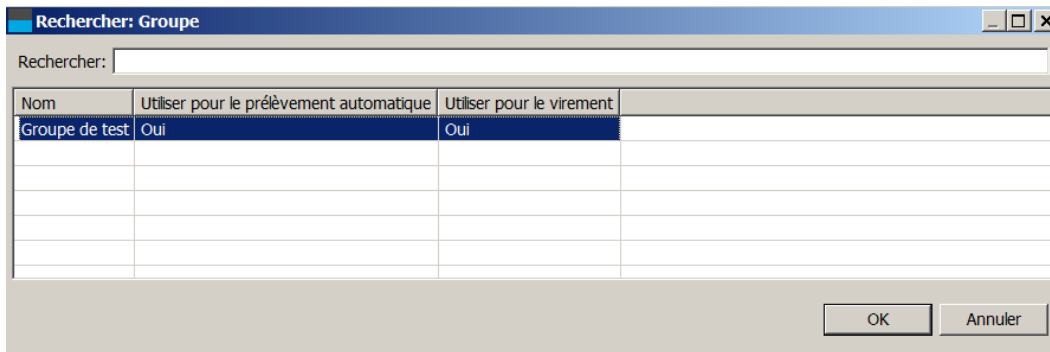 Rechercher: Groupe
Rechercher:
Nom Utiliser pour le prélèvement automatique Utiliser pour le virement
Groupe de test Oui Oui
OK Annuler